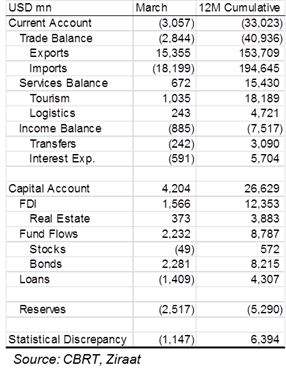 USD mn March 12M Cumulative
Current Account (3,057) (33,023)
Trade Balance (2,844) (40,936)
Exports 15,355 153,709
Imports (18,199) 194,645
Services Balance 672 15,430
Tourism 1,035 18,189
Logistics 243 4,721
Income Balance (885) (7,517)
Transfers (242) 3,090
Interest Exp. (591) 5,704
Capital Account 4,204 26,629
FDI 1,566 12,353
Real Estate 373 3,883
Fund Flows 2,232 8,787
Stocks (49) 572
Bonds 2,281 8,215
Loans (1,409) 4,307
Reserves (2,517) (5,290)
Statistical Discrepancy (1,147) 6,394
Source: CBRT, Ziraat